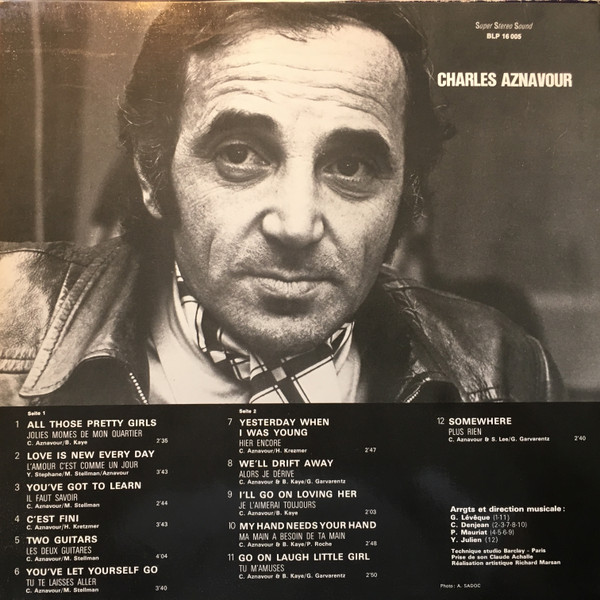 Super Stereo Sound
BLP 16 005
CHARLES AZNAVOUR
Seite 1
1 ALL THOSE PRETTY GIRLS
JOLIES MOMES DE MON QUARTIER
C. Aznavour/B. Kaye 2'35
2 LOVE IS NEW EVERY DAY
L'AMOUR C'EST COMME UN JOUR
Y. Stephane/M. Stellman/Aznavour 3'43
3 YOU'VE GOT TO LEARN
IL FAUT SAVOIR
C. Aznavour/M. Stellman 2'44
4 C'EST FINI
C. Aznavour/H. Kretzmer 3'43
5 TWO GUITARS
LES DEUX GUITARES
C. Aznavour/M. Stellman 4'04
6 YOU'VE LET YOURSELF GO
TU TE LAISSES ALLER
C. Aznavour/M. Stellman 3'40
Seite 2
7 YESTERDAY WHEN
I WAS YOUNG
HIER ENCORE
C. Aznavour/H. Krezmer 2'47
8 WE'LL DRIFT AWAY
ALORS JE DÉRIVE
C. Aznavour & B. Kaye/G. Garvarentz
9 I'LL GO ON LOVING HER
JE L'AIMERAI TOUJOURS
C. Aznavour/B. Kaye 2'03
10 MY HAND NEEDS YOUR HAND
MA MAIN A BESOIN DE TA MAIN
C. Aznavour & B. Kaye/P. Roche 2'48
11 GO ON LAUGH LITTLE GIRL
TU M'AMUSES
C. Aznavour & B. Kaye/G. Garvarentz 2'50
12 SOMEWHERE
PLUS RIEN
C. Aznavour & S. Lee/G. Garvarentz 2'40
Arrgts et direction musicale :
G. Lévêque (1-11)
C. Denjean (2-3-7-8-10)
P. Mauriat (4-5-6-9)
Y. Julien (12)
Technique studio Barclay - Paris
Prise de son Claude Achalle
Réalisation artistique Richard Marsan
Photo : A. SADOC